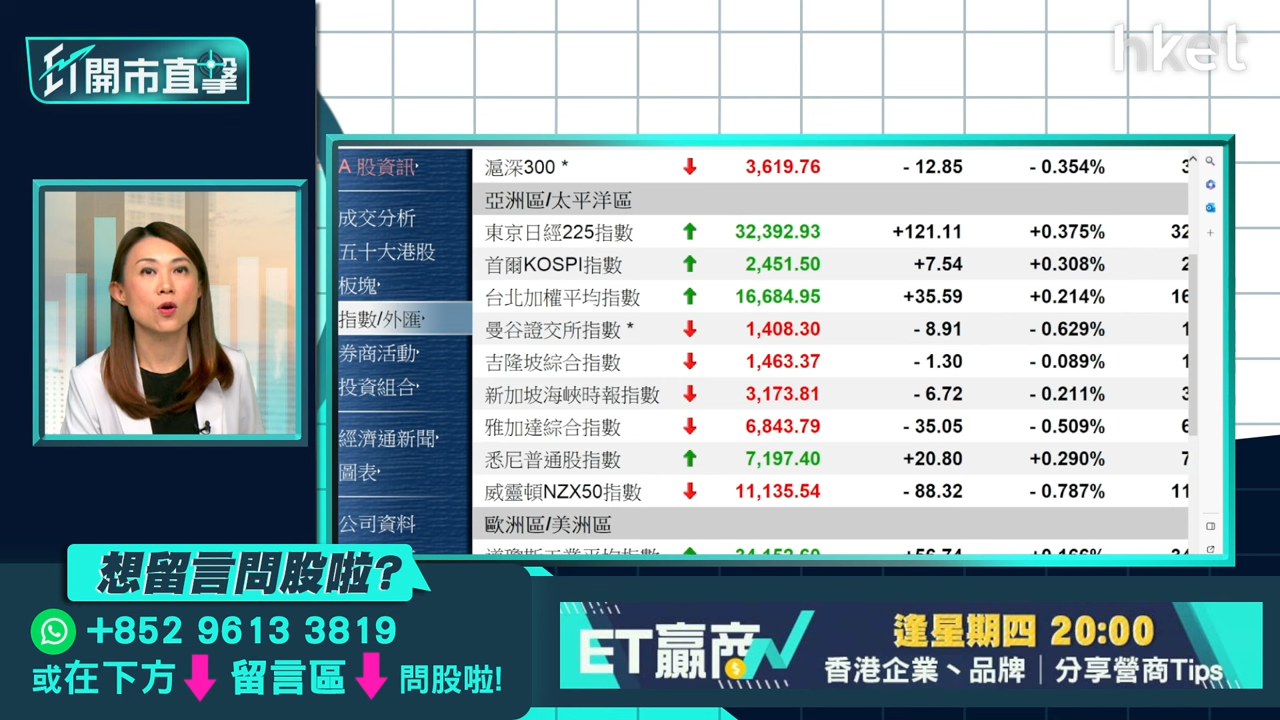 ET開市直擊
hket
A股資訊
成交分析
五十大港股
板塊
指數/外匯
券商活動
投資組合
經濟通新聞
圖表
公司資料
滬深300 * 3,619.76 - 12.85 - 0.354% 3
亞洲區/太平洋區
東京日經225指數 32,392.93 +121.11 +0.375% 32
首爾KOSPI指數 2,451.50 +7.54 +0.308% 2
台北加權平均指數 16,684.95 +35.59 +0.214% 16
曼谷證交所指數 * 1,408.30 - 8.91 - 0.629% 1
吉隆坡綜合指數 1,463.37 - 1.30 - 0.089% 1
新加坡海峽時報指數 3,173.81 - 6.72 - 0.211% 3
雅加達綜合指數 6,843.79 - 35.05 - 0.509% 6
悉尼普通股指數 7,197.40 +20.80 +0.290% 7
威靈頓NZX50指數 11,135.54 - 88.32 - 0.787% 11
歐洲區/美洲區
想留言問股啦?
+852 9613 3819
或在下方 留言區 問股啦!
ET贏商
逢星期四 20:00
香港企業、品牌｜分享營商Tips